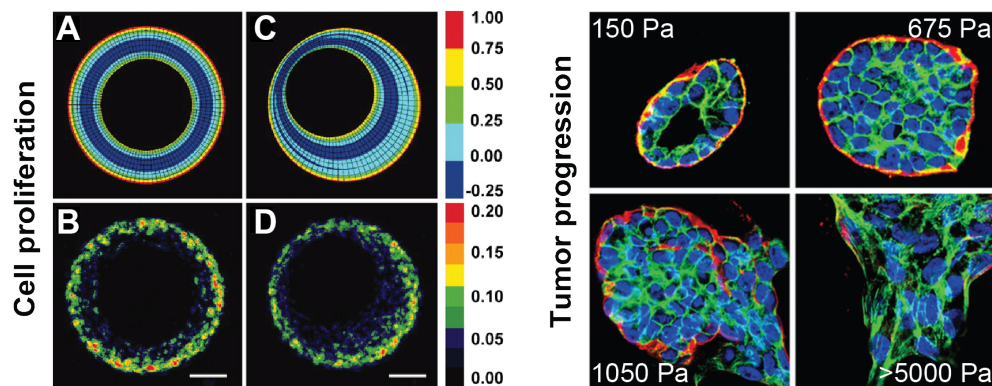 Cell proliferation
A
C
B
D
1.00
0.75
0.50
0.25
0.00
-0.25
0.20
0.15
0.10
0.05
0.00
Tumor progression
150 Pa
675 Pa
1050 Pa
>5000 Pa